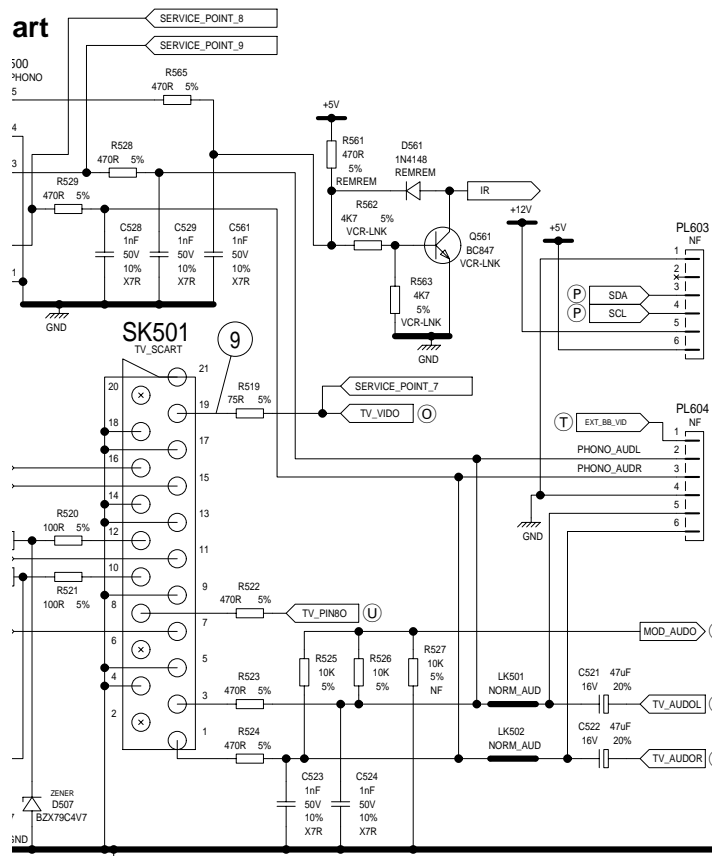 art
SERVICE_POINT_8
SERVICE_POINT_9
500
PHONO
5
4
3
1
R565
470R 5%
R528
470R 5%
R529
470R 5%
C528
1nF
50V
10%
X7R
C529
1nF
50V
10%
X7R
C561
1nF
50V
10%
X7R
GND
+5V
R561
470R
5%
REMREM
D561
1N4148
REMREM
IR
R562
4K7 5%
VCR-LNK
Q561
BC847
VCR-LNK
R563
4K7
5%
VCR-LNK
GND
+12V
+5V
PL603
NF
1
2
3
4
5
6
P
SDA
P
SCL
SK501
TV_SCART
9
21
20
19
18
17
16
15
14
13
12
11
10
9
8
7
6
5
4
3
2
1
R519
75R 5%
SERVICE_POINT_7
TV_VIDO
O
T
EXT_BB_VID
PL604
NF
1
2
3
4
5
6
PHONO_AUDL
PHONO_AUDR
GND
R520
100R 5%
R521
100R 5%
R522
470R 5%
TV_PIN8O
U
MOD_AUDO
R525
10K
5%
R526
10K
5%
R527
10K
5%
NF
R523
470R 5%
R524
470R 5%
LK501
NORM_AUD
LK502
NORM_AUD
C521 47uF
16V 20%
TV_AUDOL
C522 47uF
16V 20%
TV_AUDOR
C523
1nF
50V
10%
X7R
C524
1nF
50V
10%
X7R
ZENER
D507
BZX79C4V7
7
GND